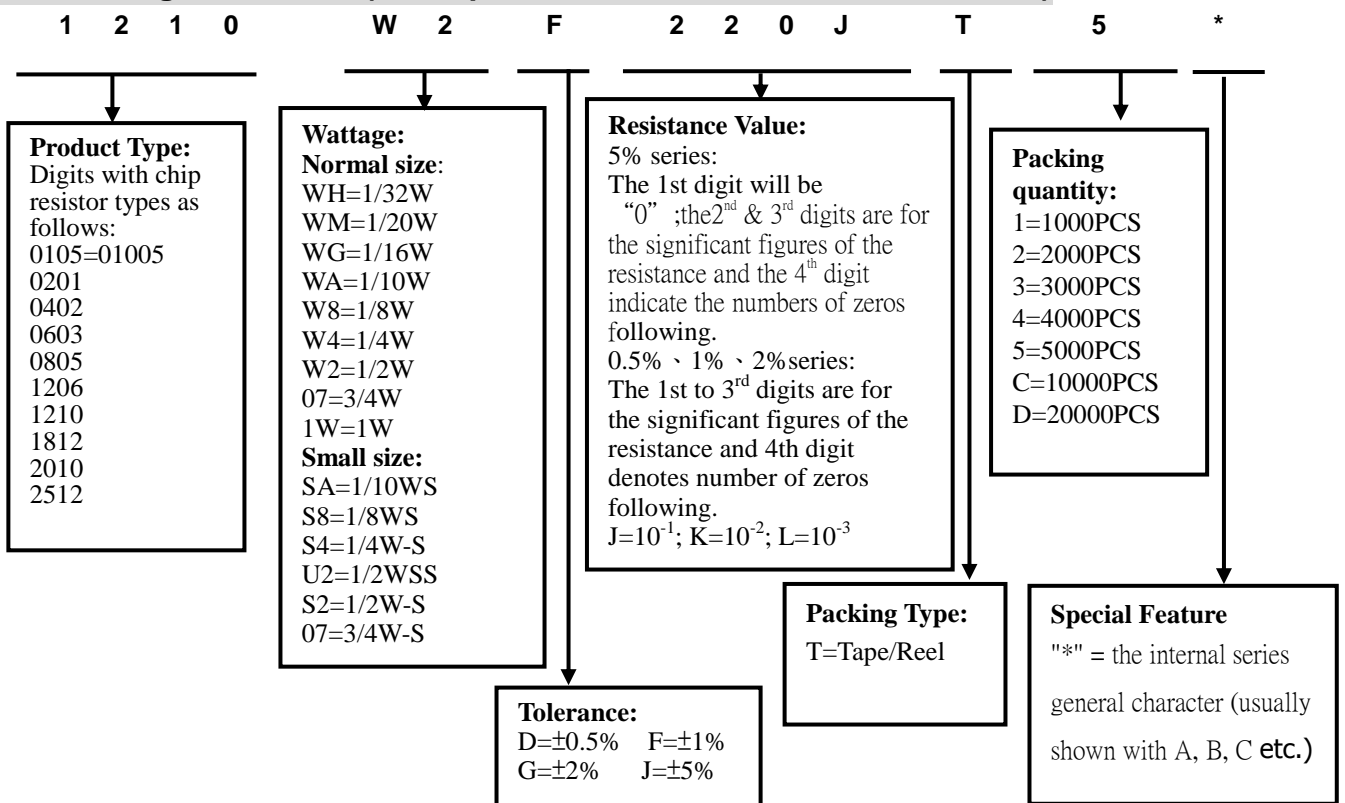 1 2 1 0 W 2 F 2 2 0 J T 5 *
Product Type:
Digits with chip
resistor types as
follows:
0105=01005
0201
0402
0603
0805
1206
1210
1812
2010
2512
Wattage:
Normal size:
WH=1/32W
WM=1/20W
WG=1/16W
WA=1/10W
W8=1/8W
W4=1/4W
W2=1/2W
07=3/4W
1W=1W
Small size:
SA=1/10WS
S8=1/8WS
S4=1/4W-S
U2=1/2WSS
S2=1/2W-S
07=3/4W-S
Tolerance:
D=±0.5% F=±1%
G=±2% J=±5%
Resistance Value:
5% series:
The 1st digit will be
“0” ;the2nd & 3rd digits are for
the significant figures of the
resistance and the 4th digit
indicate the numbers of zeros
following.
0.5%、1%、2%series:
The 1st to 3rd digits are for
the significant figures of the
resistance and 4th digit
denotes number of zeros
following.
J=10-1; K=10-2; L=10-3
Packing Type:
T=Tape/Reel
Packing
quantity:
1=1000PCS
2=2000PCS
3=3000PCS
4=4000PCS
5=5000PCS
C=10000PCS
D=20000PCS
Special Feature
"*" = the internal series
general character (usually
shown with A, B, C etc.)